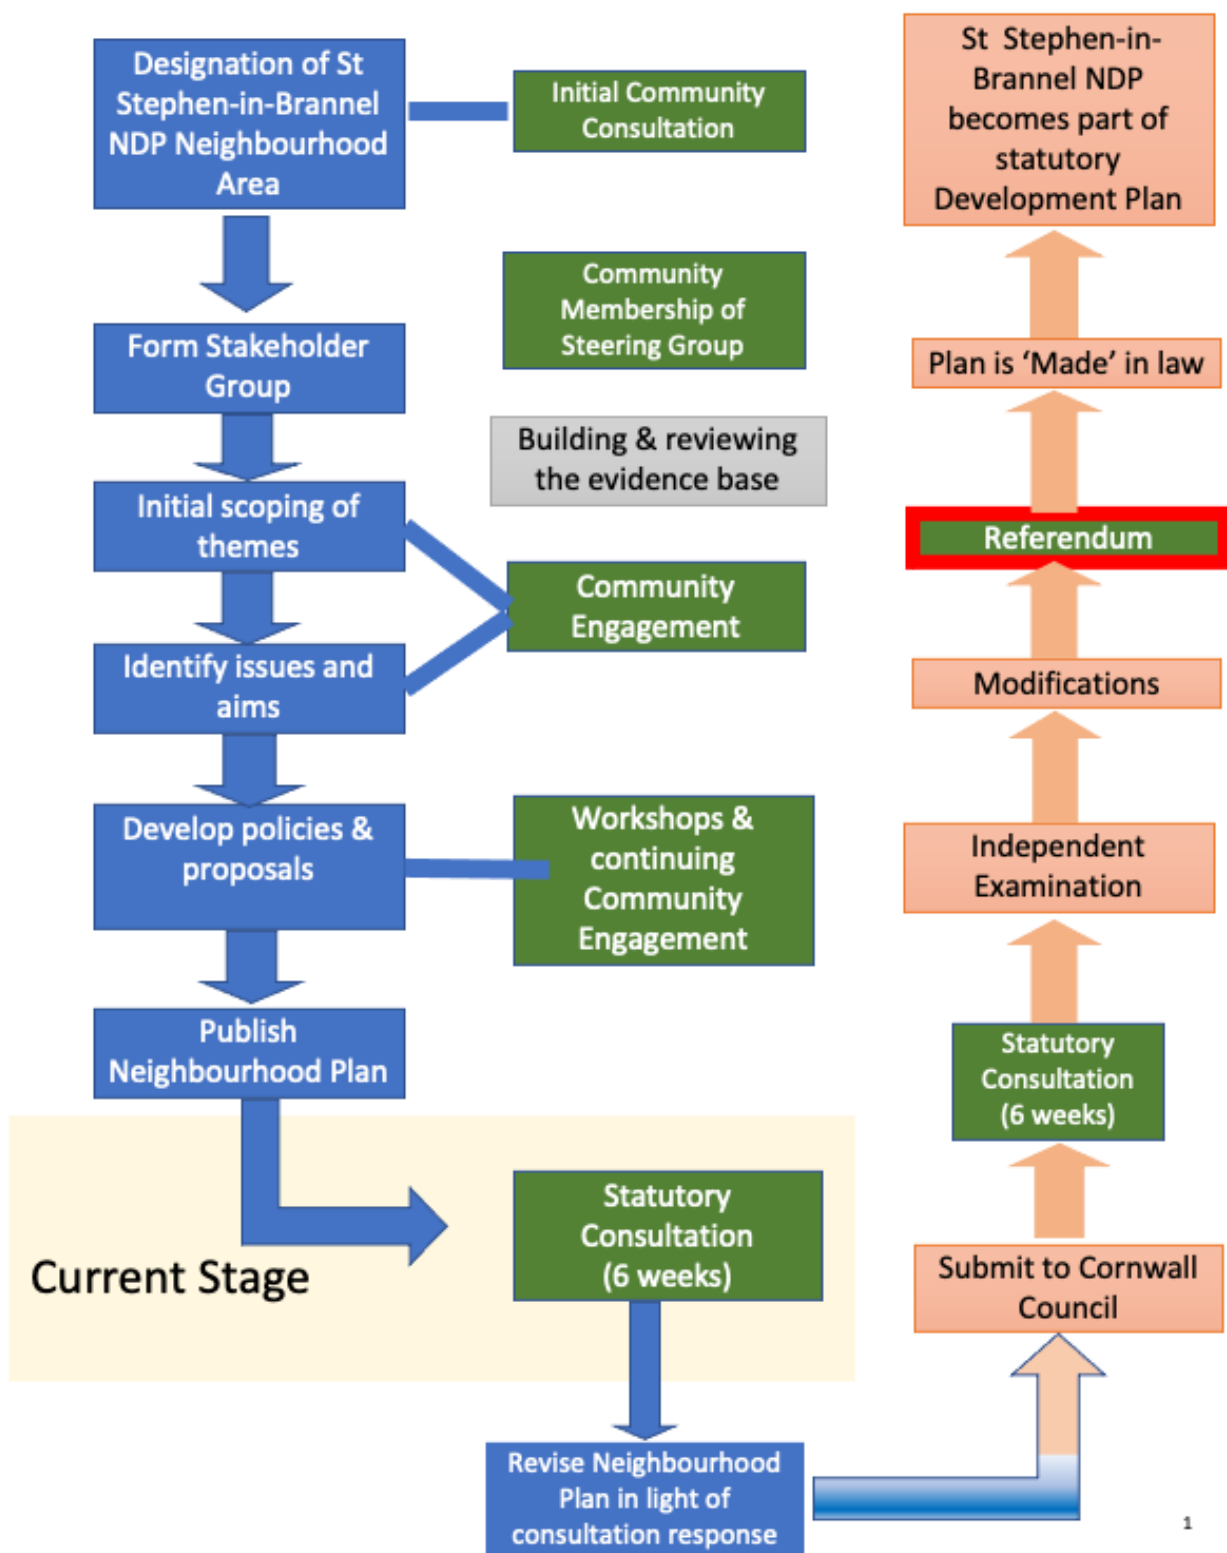 Designation of St
Stephen-in-Brannel
NDP Neighbourhood
Area
Initial Community
Consultation
Community
Membership of
Steering Group
Form Stakeholder
Group
Building & reviewing
the evidence base
Initial scoping of
themes
Community
Engagement
Identify issues and
aims
Develop policies &
proposals
Workshops &
continuing
Community
Engagement
Publish
Neighbourhood Plan
Current Stage
Statutory
Consultation
(6 weeks)
Revise Neighbourhood
Plan in light of
consultation response
Submit to Cornwall
Council
Statutory
Consultation
(6 weeks)
Independent
Examination
Modifications
Referendum
Plan is ‘Made’ in law
St Stephen-in-
Brannel NDP
becomes part of
statutory
Development Plan
1